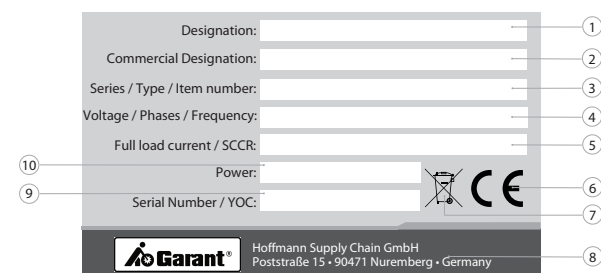 Designation: 1
Commercial Designation: 2
Series / Type / Item number: 3
Voltage / Phases / Frequency: 4
Full load current / SCCR: 5
10 Power:
9 Serial Number / YOC:
CE 6
7
Garant®
Hoffmann Supply Chain GmbH
Poststraße 15 • 90471 Nuremberg • Germany 8